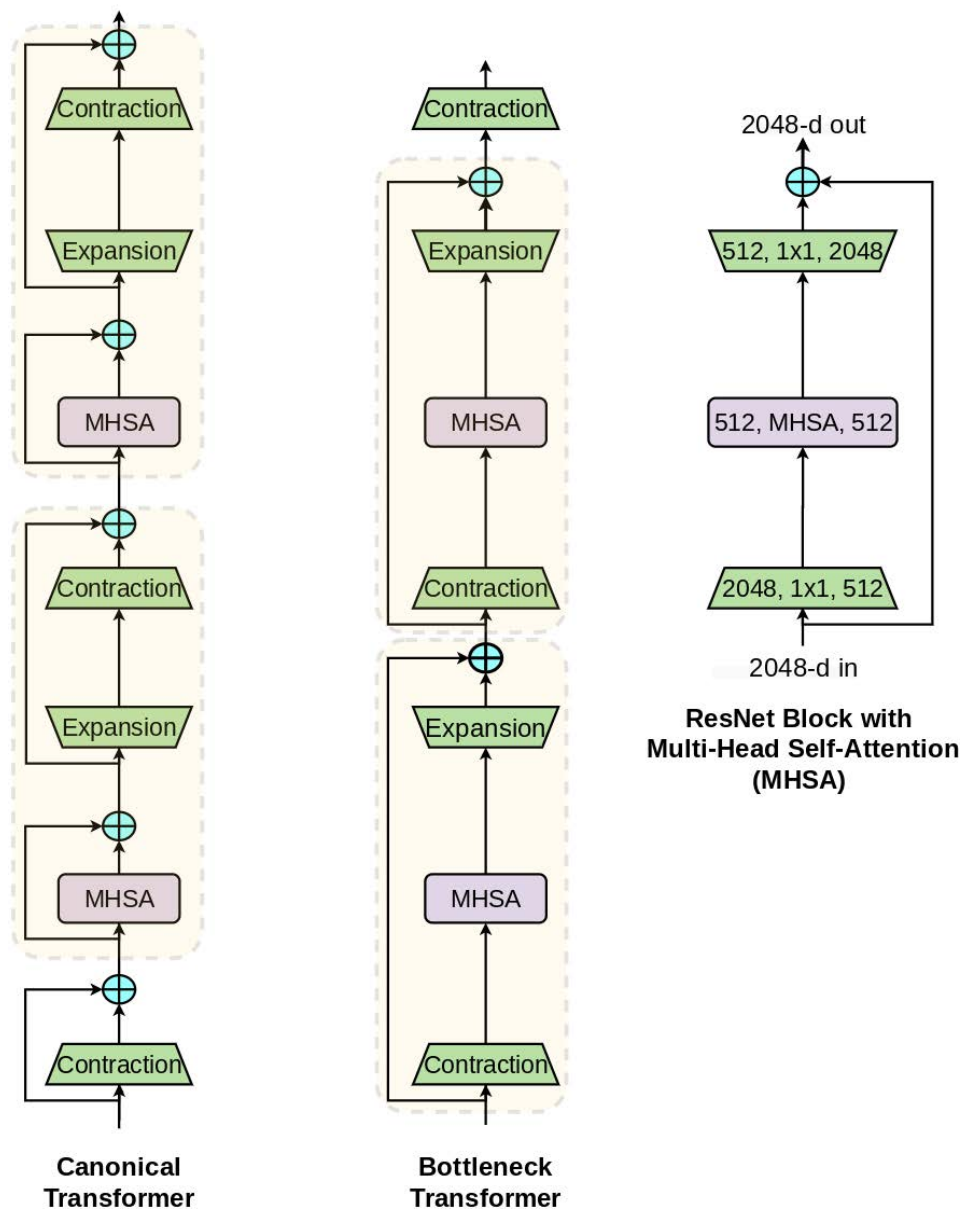 Contraction
Expansion
MHSA
Contraction
Expansion
MHSA
Contraction
Canonical
Transformer
Contraction
Expansion
MHSA
Contraction
Expansion
MHSA
Contraction
Bottleneck
Transformer
2048-d out
512, 1x1, 2048
512, MHSA, 512
2048, 1x1, 512
2048-d in
ResNet Block with
Multi-Head Self-Attention
(MHSA)